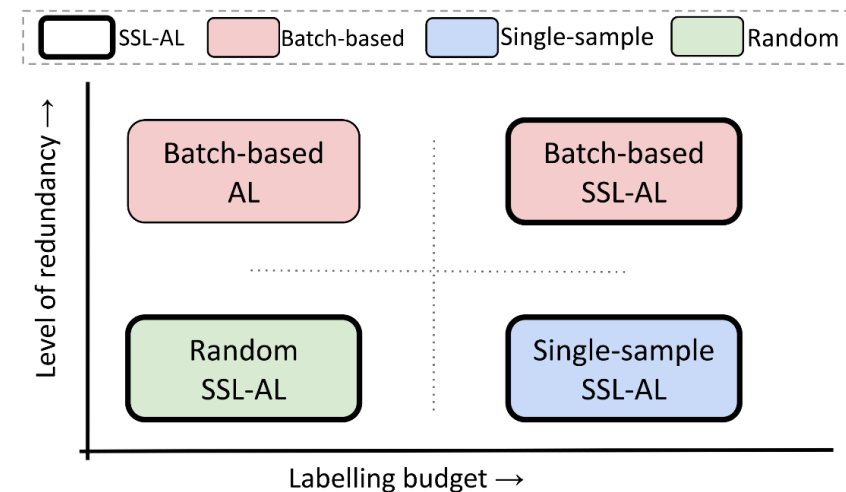 SSL-AL Batch-based Single-sample Random
Level of redundancy →
Batch-based
AL
Batch-based
SSL-AL
Random
SSL-AL
Single-sample
SSL-AL
Labelling budget →